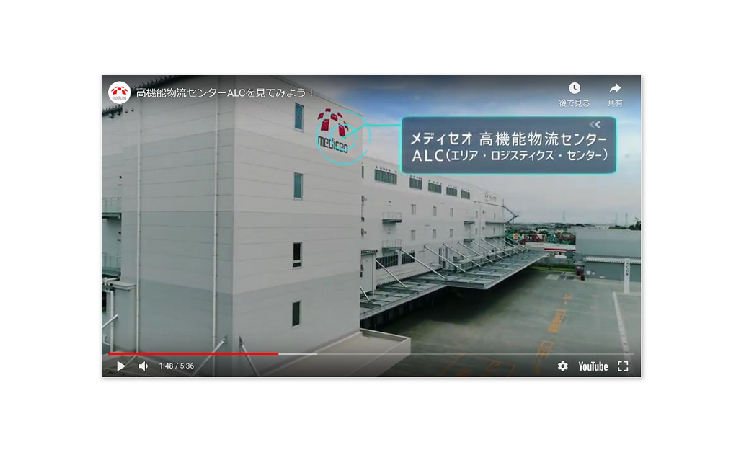 高機能物流センターALCを見てみよう！
後で見る
共有
mediceo
メディセオ 高機能物流センター
ALC(エリア・ロジスティクス・センター)
1:48 / 5:36
YouTube